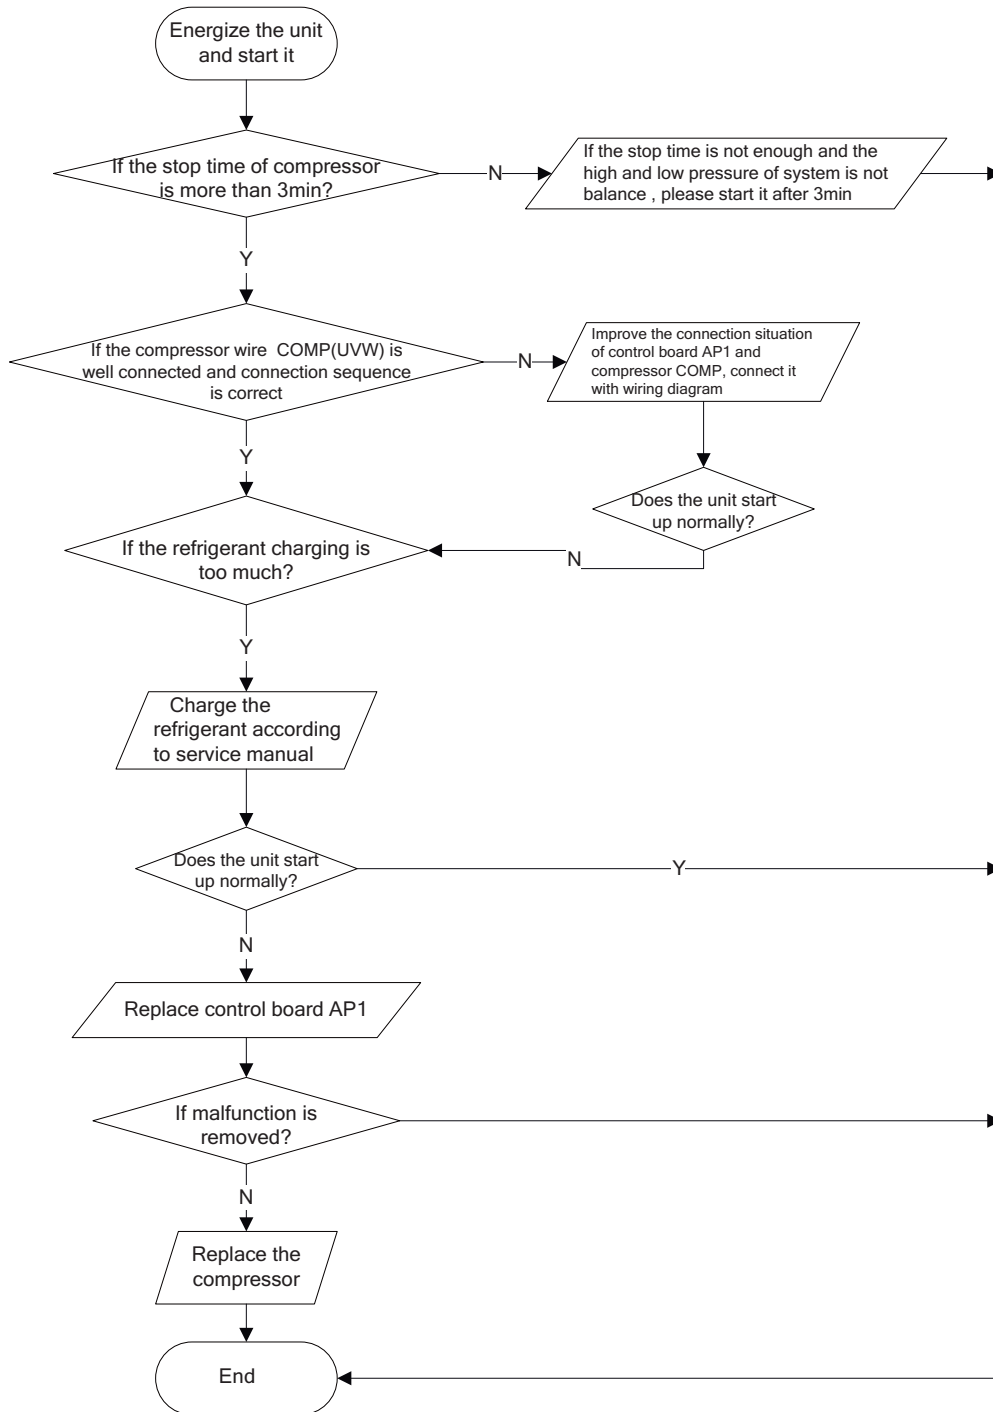 Energize the unit
and start it
If the stop time of compressor
is more than 3min?
N
If the stop time is not enough and the
high and low pressure of system is not
balance , please start it after 3min
Y
If the compressor wire COMP(UVW) is
well connected and connection sequence
is correct
N
Improve the connection situation
of control board AP1 and
compressor COMP, connect it
with wiring diagram
Y
Does the unit start
up normally?
If the refrigerant charging is
too much?
N
Y
Charge the
refrigerant according
to service manual
Does the unit start
up normally?
Y
N
Replace control board AP1
If malfunction is
removed?
N
Replace the
compressor
End